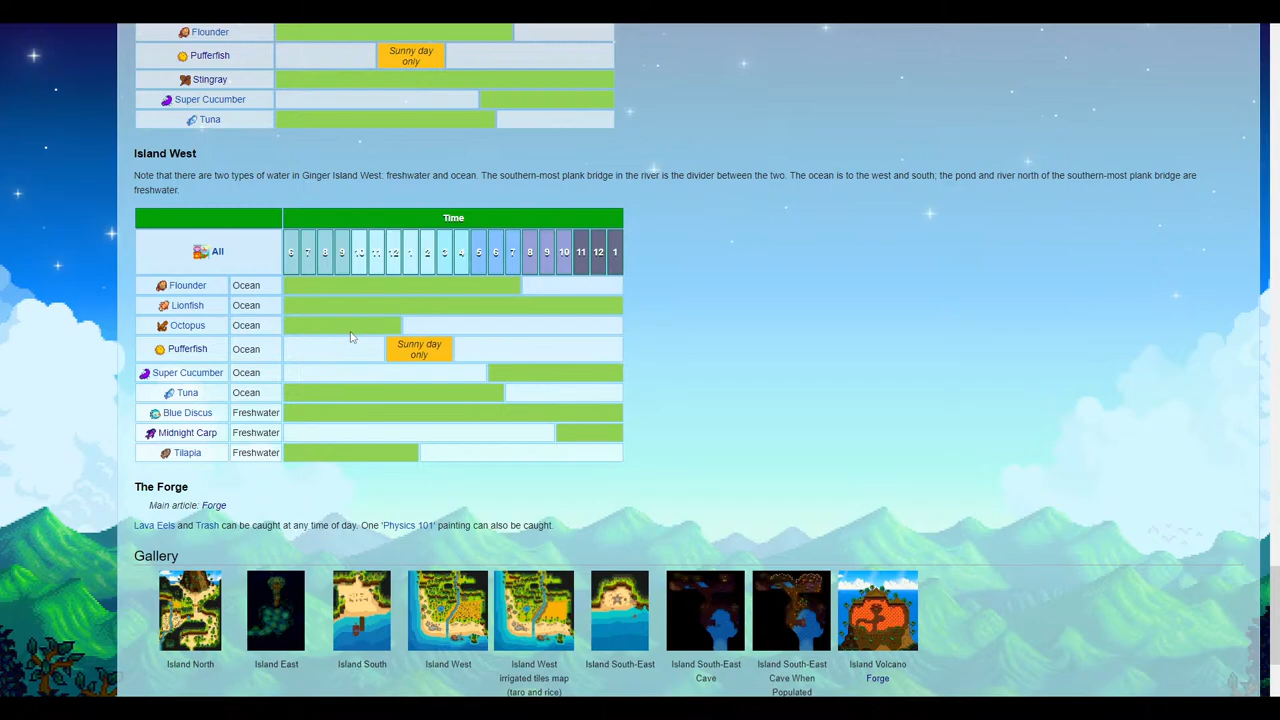 Flounder
Pufferfish Sunny day only
Stingray
Super Cucumber
Tuna
Island West
Note that there are two types of water in Ginger Island West: freshwater and ocean. The southern-most plank bridge in the river is the divider between the two. The ocean is to the west and south; the pond and river north of the southern-most plank bridge are
freshwater.
Time
All 6 7 8 9 10 11 12 1 2 3 4 5 6 7 8 9 10 11 12 1
Flounder Ocean
Lionfish Ocean
Octopus Ocean
Pufferfish Ocean Sunny day only
Super Cucumber Ocean
Tuna Ocean
Blue Discus Freshwater
Midnight Carp Freshwater
Tilapia Freshwater
The Forge
Main article: Forge
Lava Eels and Trash can be caught at any time of day. One 'Physics 101' painting can also be caught.
Gallery
Island North
Island East
Island South
Island West
Island West
irrigated tiles map
(taro and rice)
Island South-East
Island South-East
Cave
Island South-East
Cave When
Populated
Island Volcano
Forge